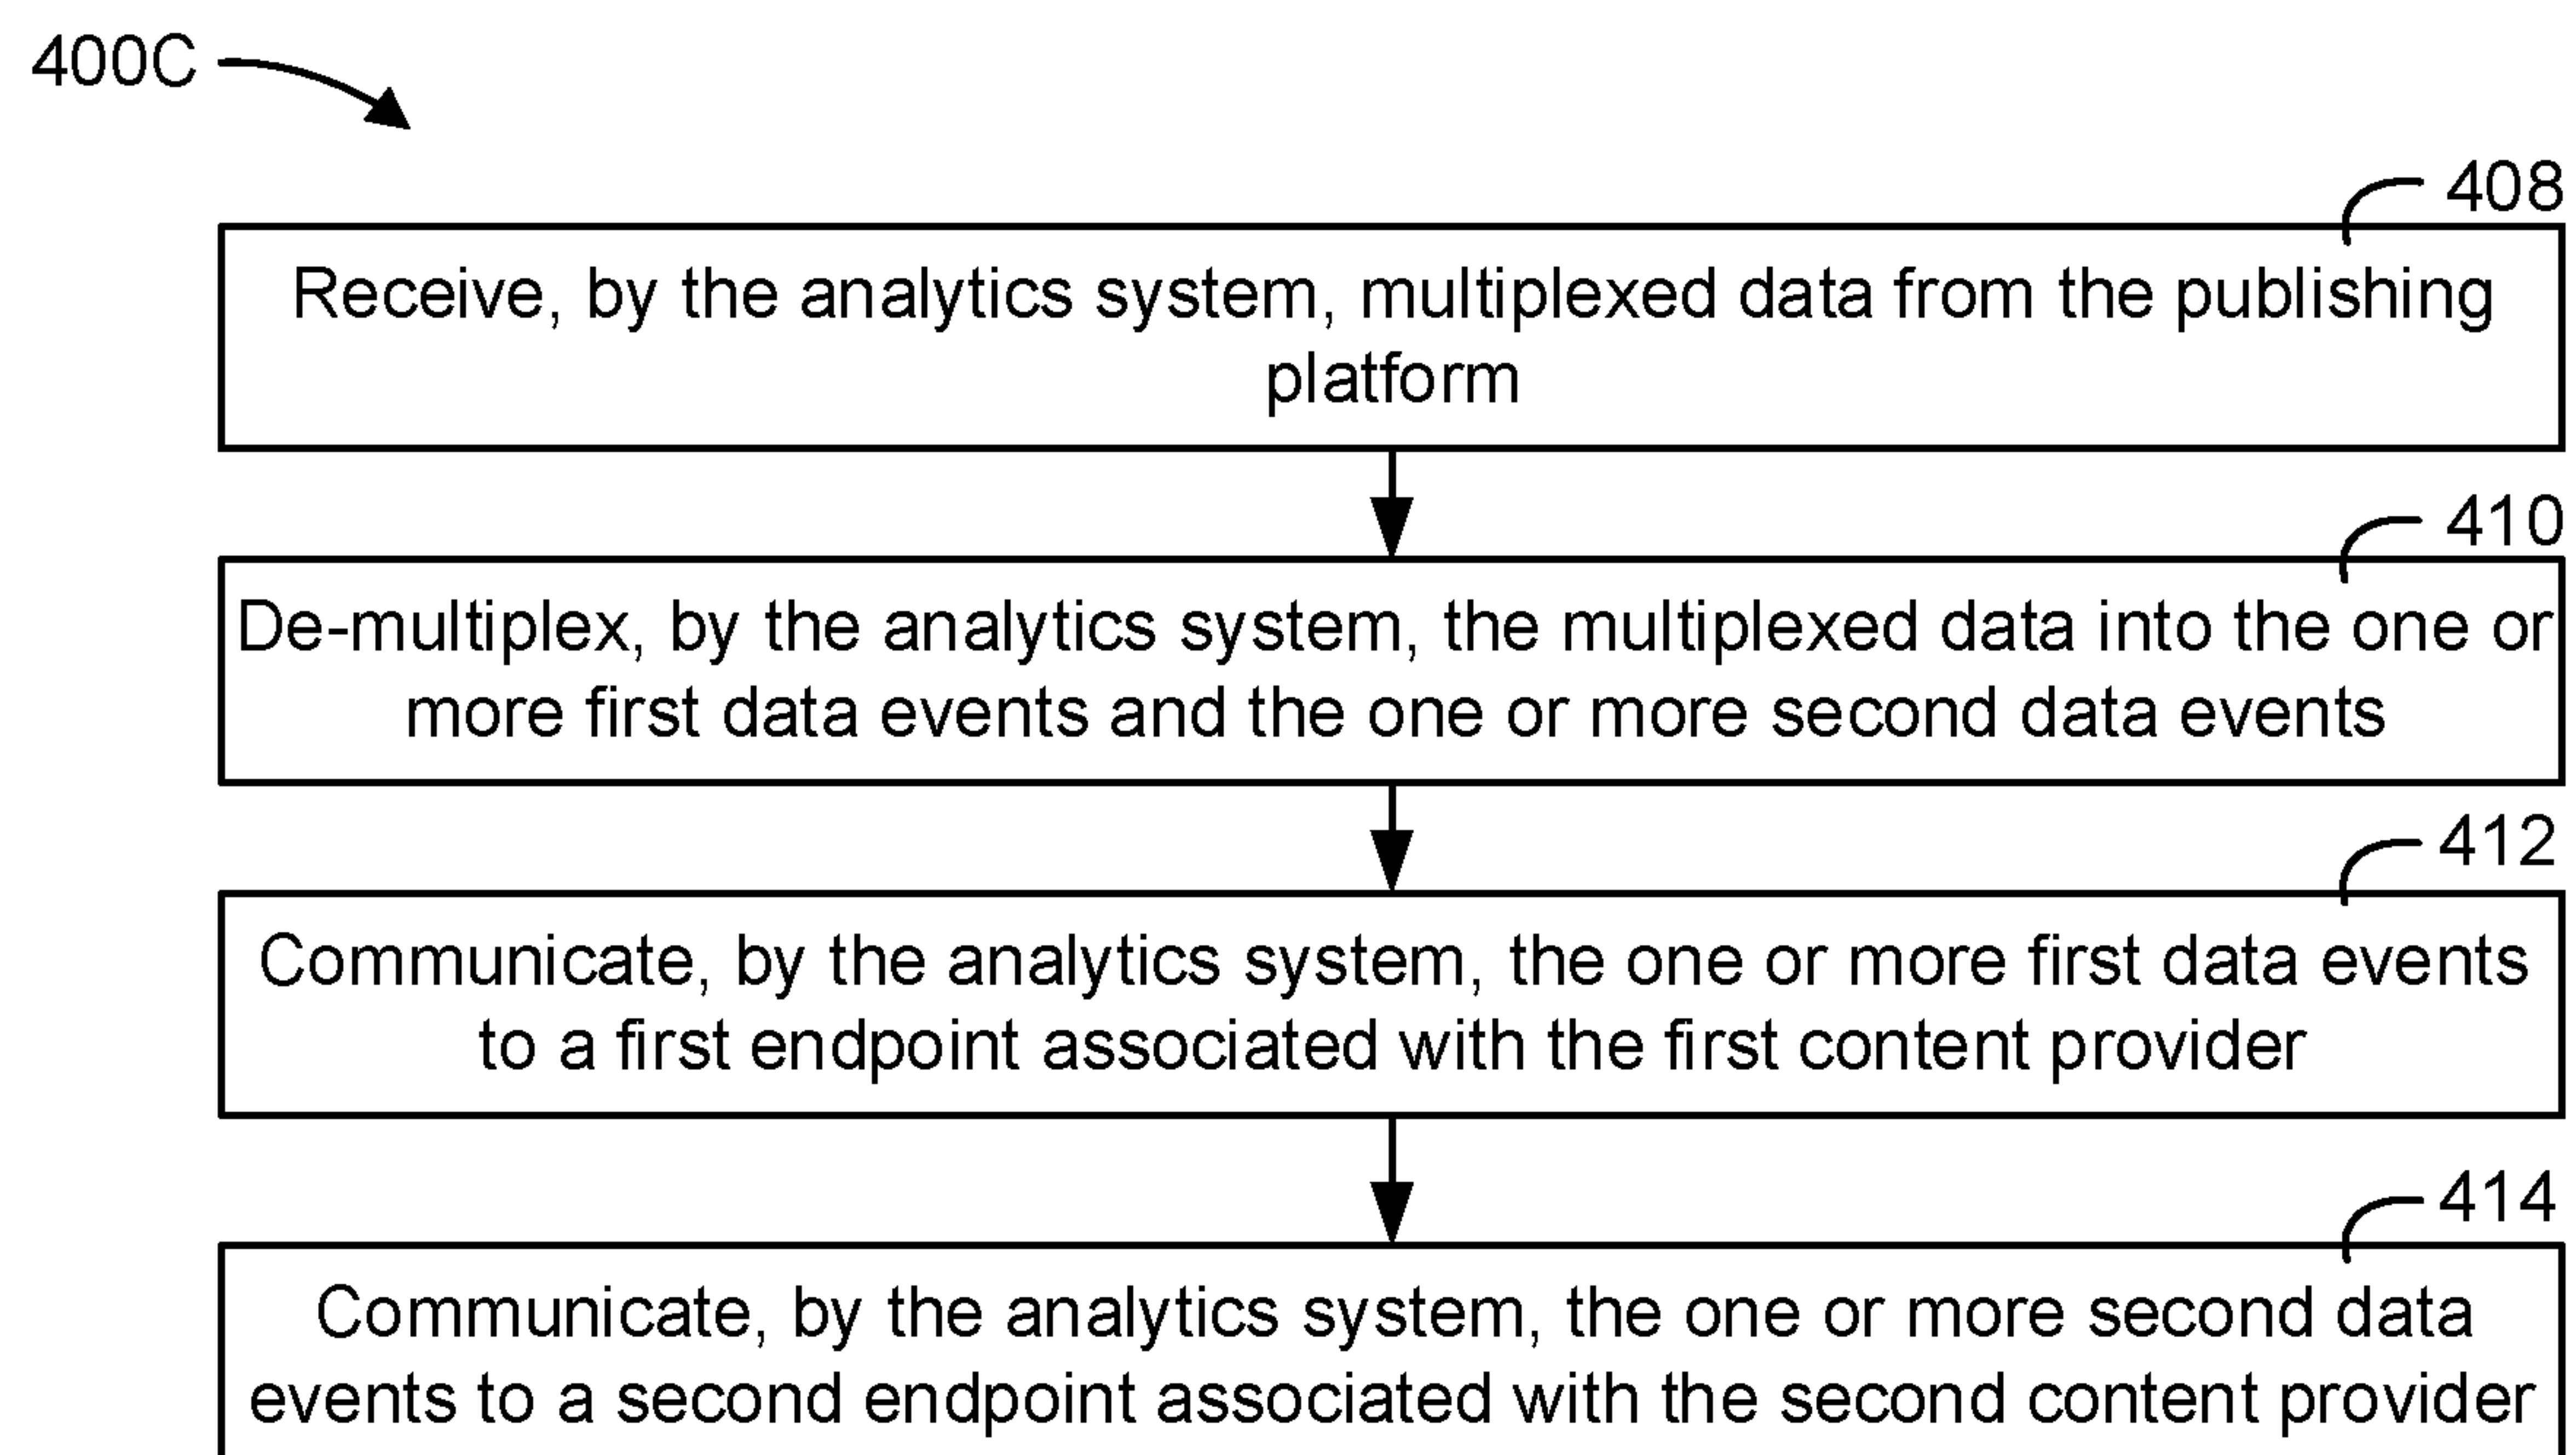 400C
408
Receive, by the analytics system, multiplexed data from the publishing
platform
410
De-multiplex, by the analytics system, the multiplexed data into the one or
more first data events and the one or more second data events
412
Communicate, by the analytics system, the one or more first data events
to a first endpoint associated with the first content provider
414
Communicate, by the analytics system, the one or more second data
events to a second endpoint associated with the second content provider